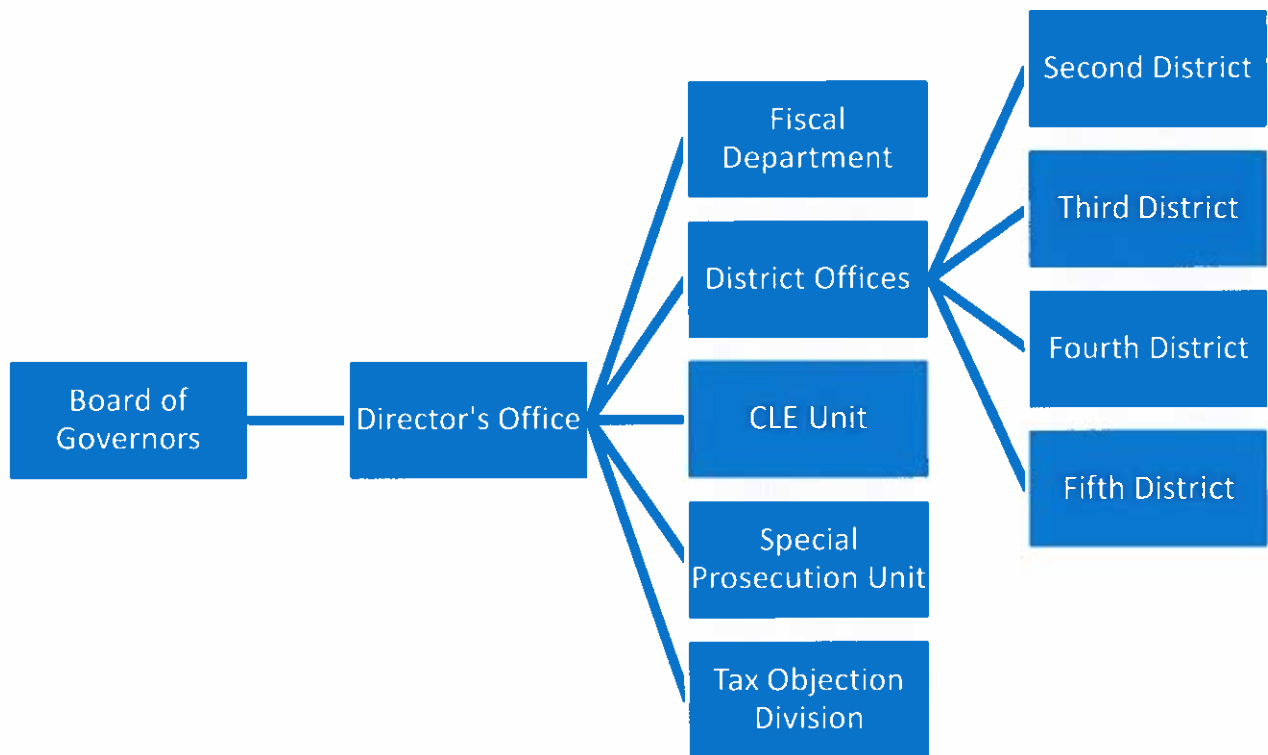 Board of
Governors
Director's Office
Fiscal
Department
District Offices
CLE Unit
Special
Prosecution Unit
Tax Objection
Division
Second District
Third District
Fourth District
Fifth District